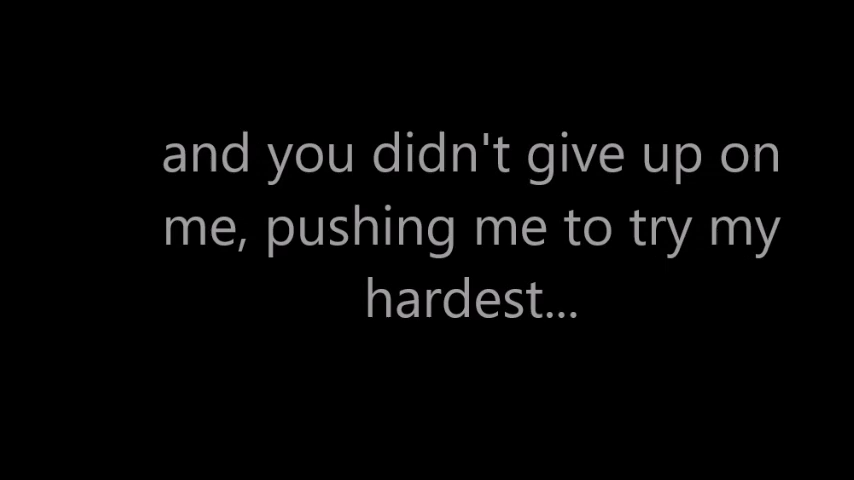 and you didn't give up on
me, pushing me to try my
hardest...